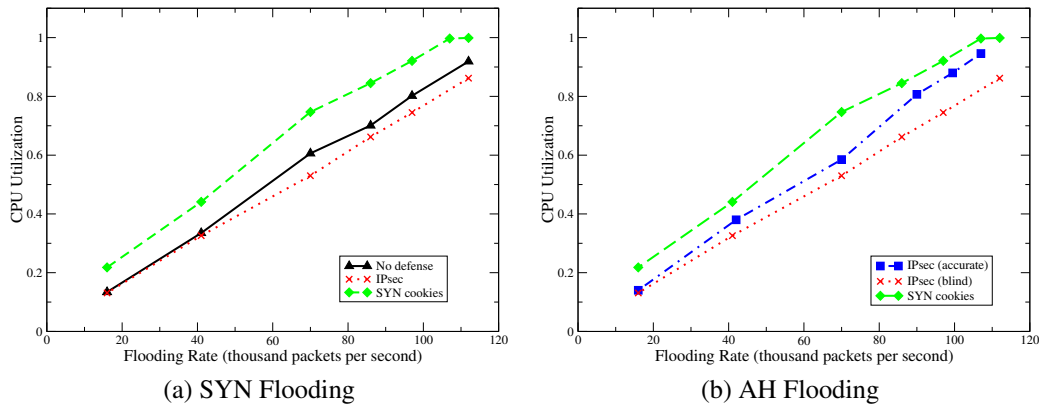 1
0.8
0.6
0.4
0.2
0
CPU Utilization
0 20 40 60 80 100 120
Flooding Rate (thousand packets per second)
No defense
IPsec
SYN cookies
(a) SYN Flooding
1
0.8
0.6
0.4
0.2
0
CPU Utilization
0 20 40 60 80 100 120
Flooding Rate (thousand packets per second)
IPsec (accurate)
IPsec (blind)
SYN cookies
(b) AH Flooding